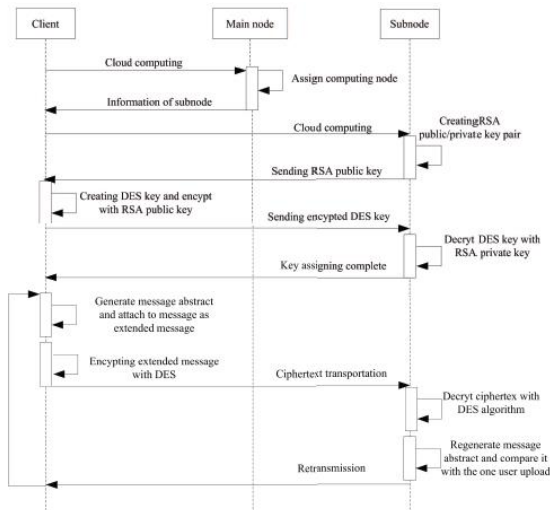 Client
Main node
Subnode
Cloud computing
Assign computing node
Information of subnode
Cloud computing
CreatingRSA
public/private key pair
Sending RSA public key
Creating DES key and encypt
with RSA public key
Sending encypted DES key
Decryt DES key with
RSA private key
Key assigning complete
Generate message abstract
and attach to message as
extended message
Encypting extended message
with DES
Ciphertext transportation
Decryt ciphertex with
DES algorithm
Regenerate message
abstract and compare it
with the one user upload
Retransmission